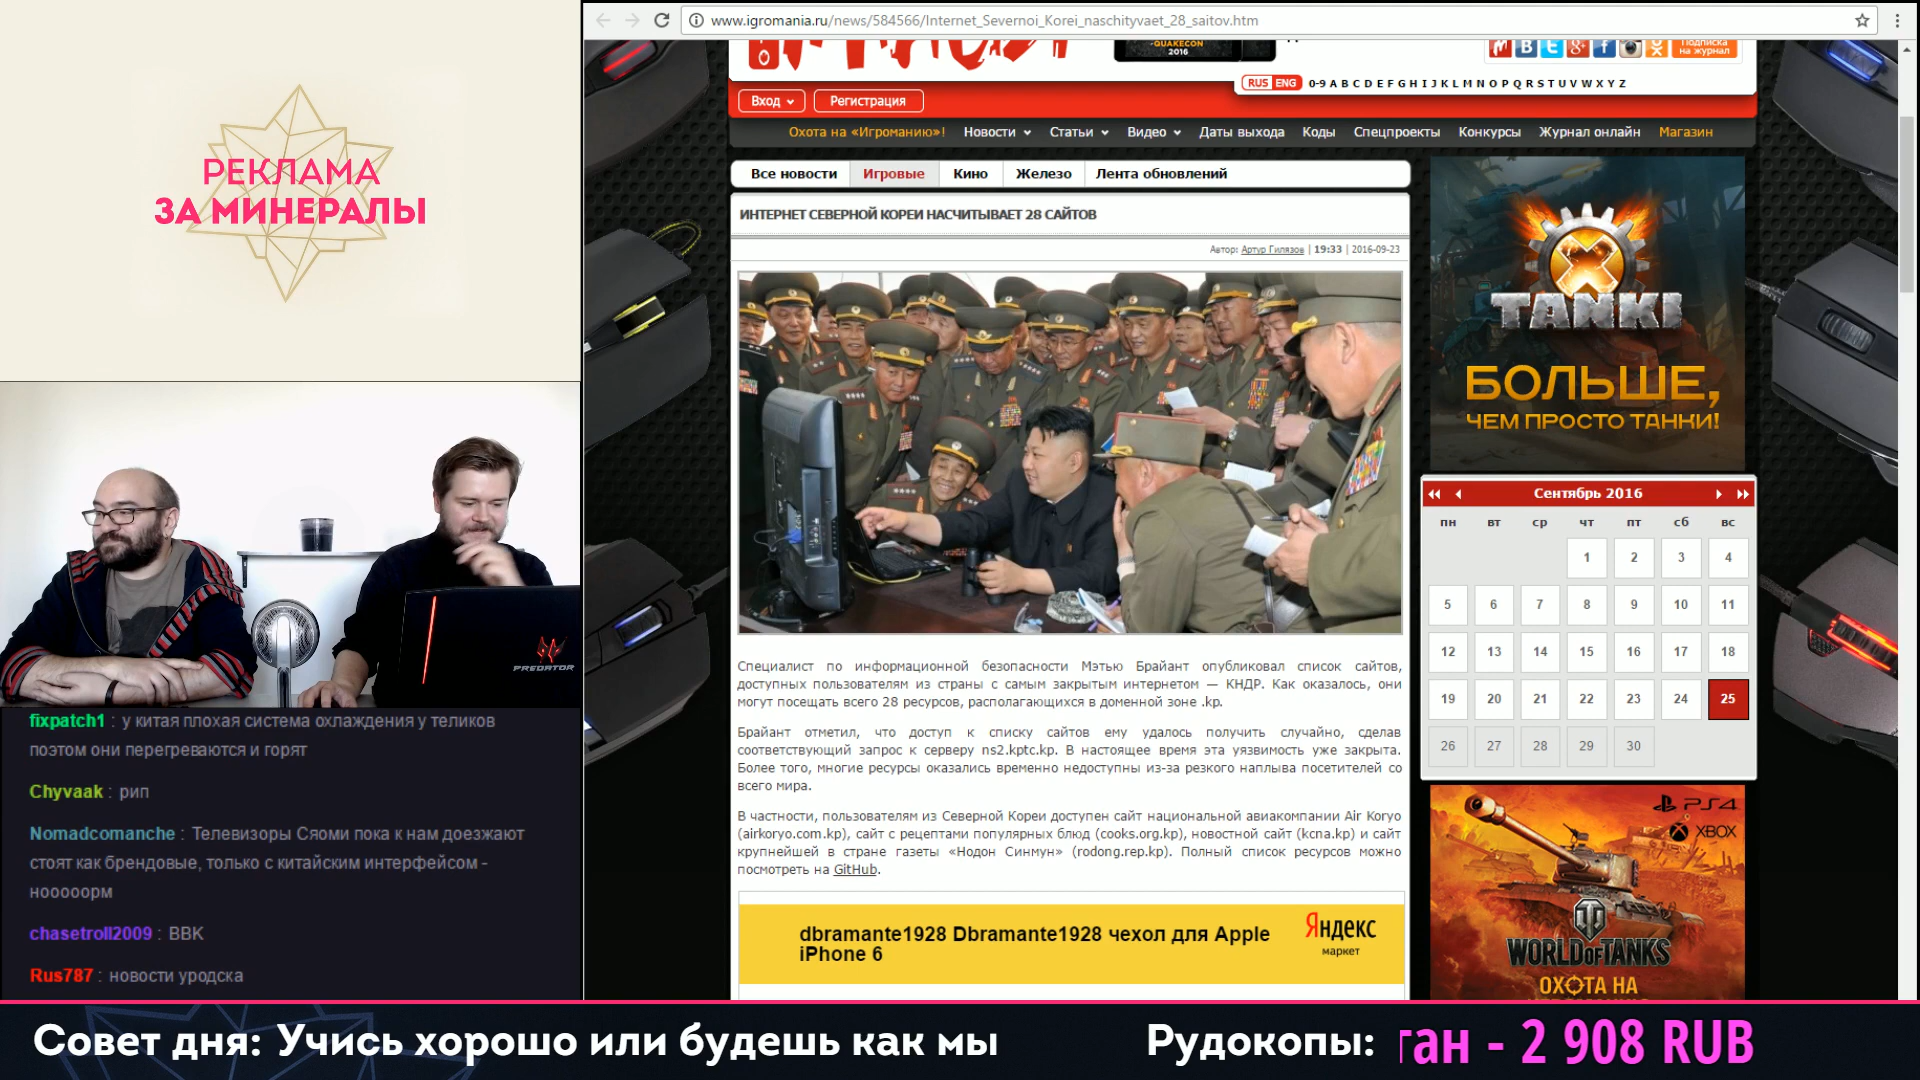 РЕКЛАМА
ЗА МИНЕРАЛЫ
PREDATOR
fixpatch1 : у китая плохая система охлаждения у теликов
поэтом они перегреваются и горят
Chyvaak : рип
Nomadcomanche : Телевизоры Сяоми пока к нам доезжают
стоят как брендовые, только с китайским интерфейсом -
нооооорм
chasetroll2009 : BBK
Rus787 : новости уродска
www.igromania.ru/news/584566/Internet_Severnoi_Korei_naschityvaet_28_saitov.htm
QUAKECON
2016
Подписка
на журнал
RUS ENG 0-9 A B C D E F G H I J K L M N O P Q R S T U V W X Y Z
Вход Регистрация
Охота на «Игроманию»! Новости Статьи Видео Даты выхода Коды Спецпроекты Конкурсы Журнал онлайн Магазин
Все новости Игровые Кино Железо Лента обновлений
ИНТЕРНЕТ СЕВЕРНОЙ КОРЕИ НАСЧИТЫВАЕТ 28 САЙТОВ
Автор: Артур Гилязов | 19:33 | 2016-09-23
Специалист по информационной безопасности Мэтью Брайант опубликовал список сайтов,
доступных пользователям из страны с самым закрытым интернетом — КНДР. Как оказалось, они
могут посещать всего 28 ресурсов, располагающихся в доменной зоне .kp.
Брайант отметил, что доступ к списку сайтов ему удалось получить случайно, сделав
соответствующий запрос к серверу ns2.kptc.kp. В настоящее время эта уязвимость уже закрыта.
Более того, многие ресурсы оказались временно недоступны из-за резкого наплыва посетителей со
всего мира.
В частности, пользователям из Северной Кореи доступен сайт национальной авиакомпании Air Koryo
(airkoryo.com.kp), сайт с рецептами популярных блюд (cooks.org.kp), новостной сайт (kcna.kp) и сайт
крупнейшей в стране газеты «Нодон Синмун» (rodong.rep.kp). Полный список ресурсов можно
посмотреть на GitHub.
dbramante1928 Dbramante1928 чехол для Apple
iPhone 6
Яндекс
маркет
TANKI
БОЛЬШЕ,
ЧЕМ ПРОСТО ТАНКИ!
Сентябрь 2016
пн вт ср чт пт сб вс
1 2 3 4
5 6 7 8 9 10 11
12 13 14 15 16 17 18
19 20 21 22 23 24 25
26 27 28 29 30
PS4
XBOX
WORLD OF TANKS
ОХОТА НА
Совет дня: Учись хорошо или будешь как мы
Рудокопы: ган - 2 908 RUB